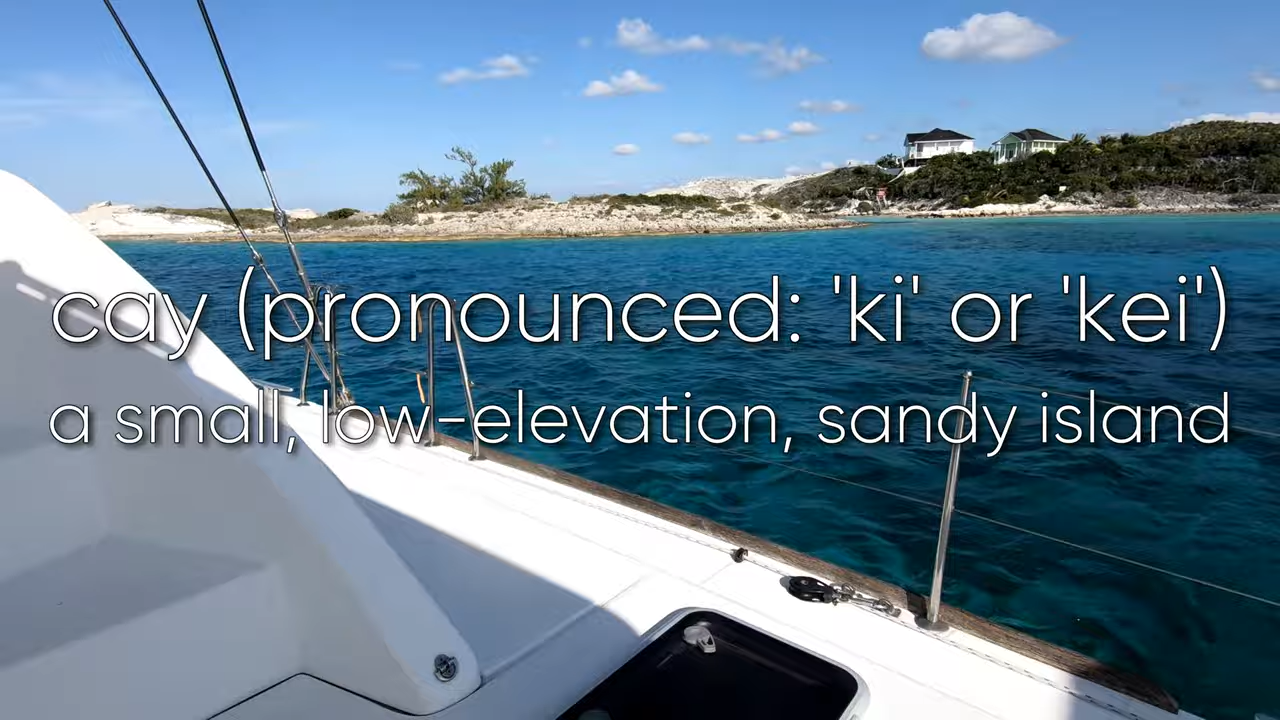 cay (pronounced: 'ki' or 'kei')
a small, low-elevation, sandy island